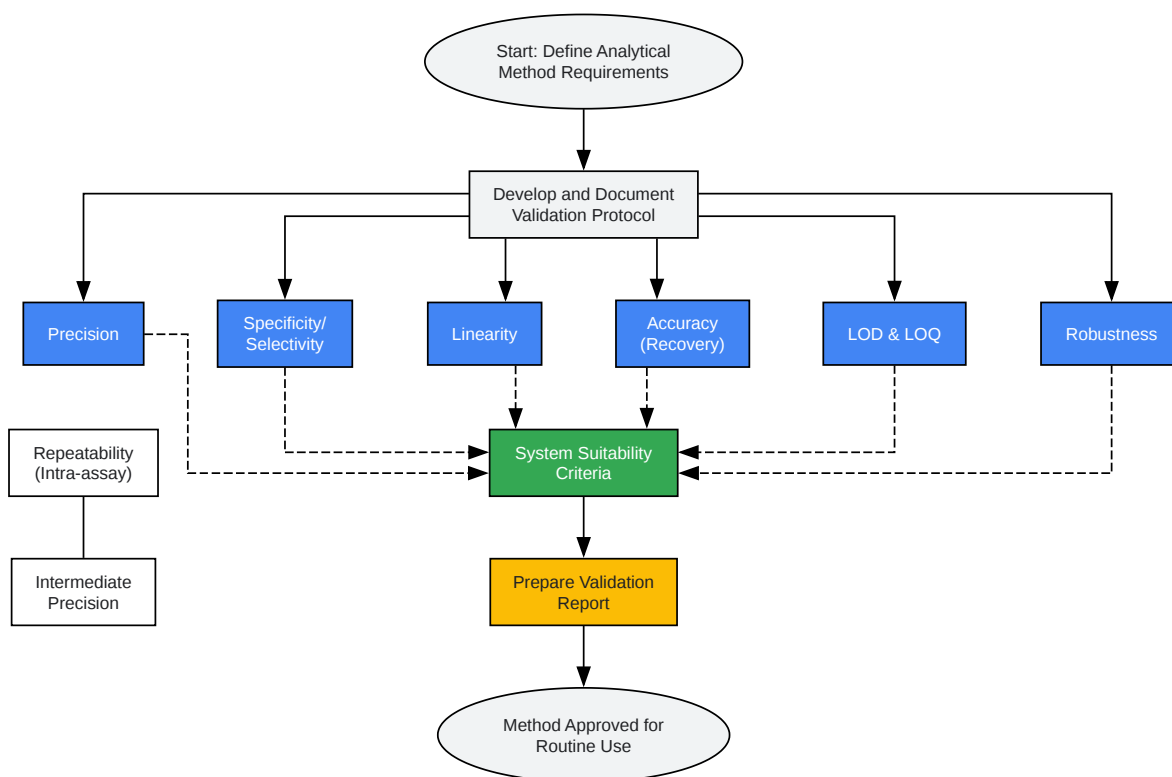 Start: Define Analytical
Method Requirements
Develop and Document
Validation Protocol
Precision
Specificity/
Selectivity
Linearity
Accuracy
(Recovery)
LOD & LOQ
Robustness
Repeatability
(Intra-assay)
System Suitability
Criteria
Intermediate
Precision
Prepare Validation
Report
Method Approved for
Routine Use